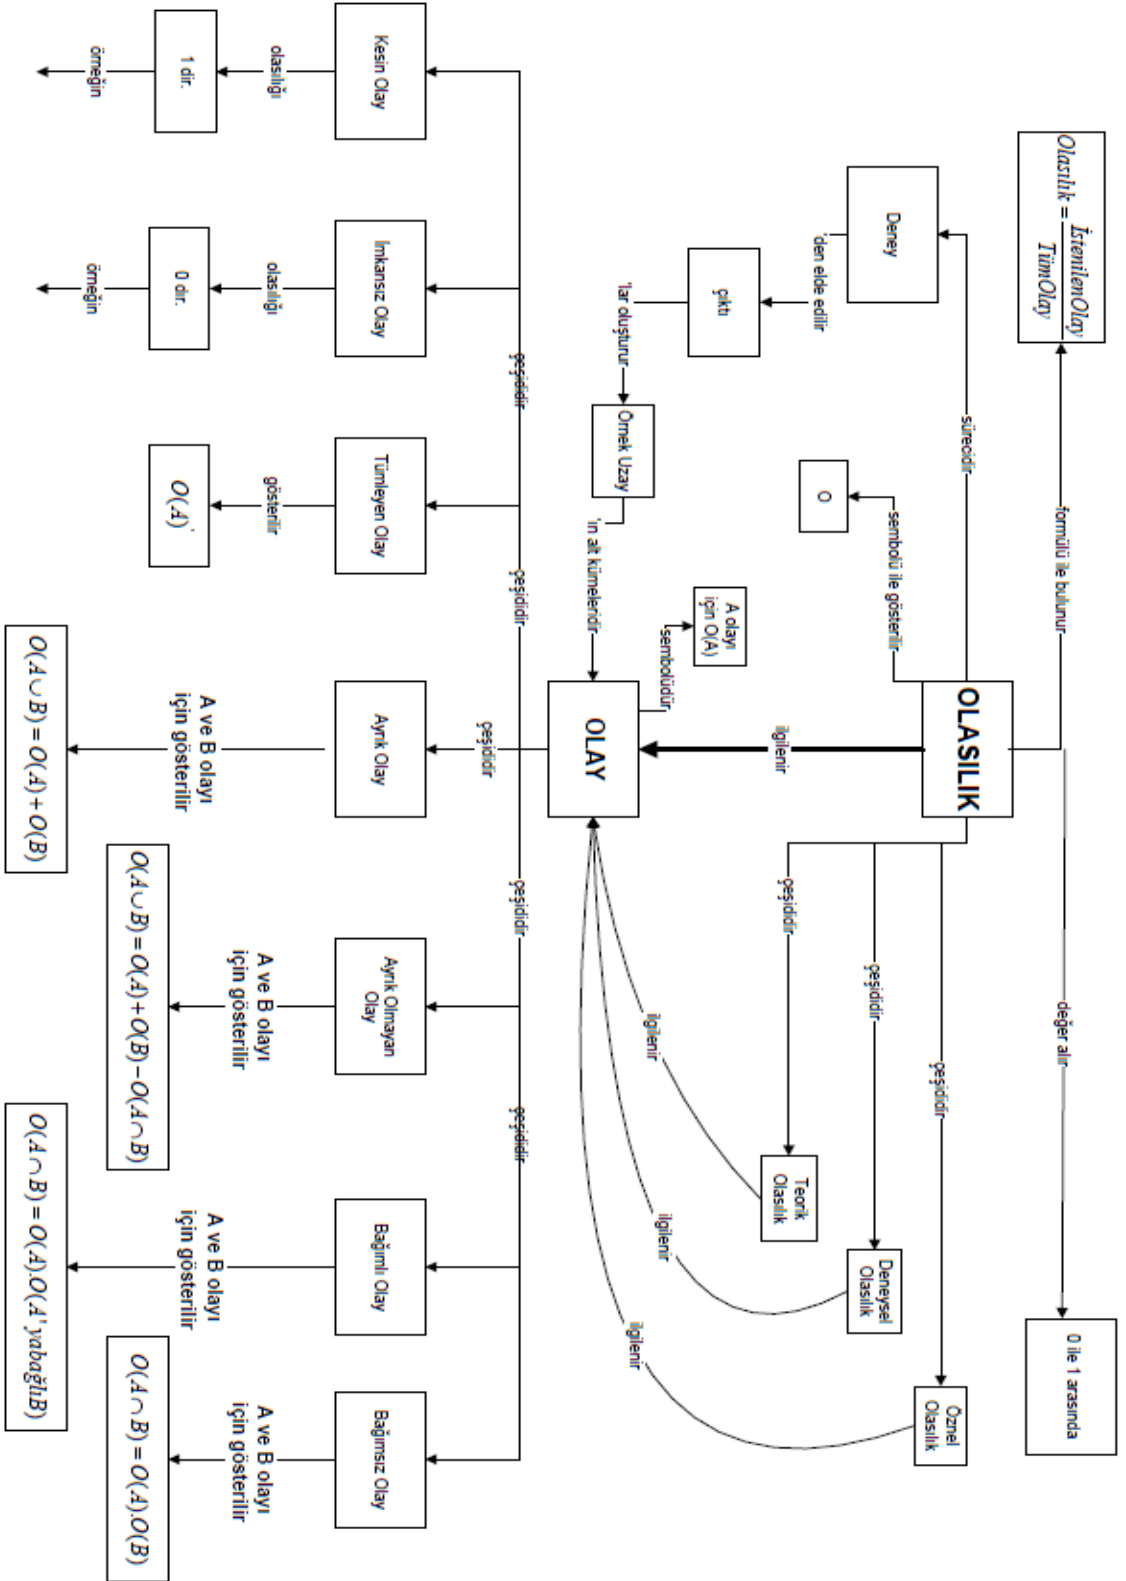 Olasılık = İstenilenOlay
TümOlay
formülü ile bulunur
değer alır
0 ile 1 arasında
OLASILIK
sürecidir
Deney
'den elde edilir
çıktı
'lar oluşturur
Örnek Uzay
'ın alt kümeleridir
sembolü ile gösterilir
O
ilgilenir
çeşididir
Öznel
Olasılık
çeşididir
Deneysel
Olasılık
çeşididir
Teorik
Olasılık
ilgilenir
ilgilenir
ilgilenir
A olayı
için O(A)
sembolüdür
OLAY
çeşididir
çeşididir
çeşididir
çeşididir
çeşididir
Kesin Olay
İmkansız Olay
Tümleyen Olay
Ayrık Olay
Ayrık Olmayan
Olay
Bağımlı Olay
Bağımsız Olay
olasılığı
olasılığı
gösterilir
A ve B olayı
için gösterilir
A ve B olayı
için gösterilir
A ve B olayı
için gösterilir
A ve B olayı
için gösterilir
1 dir.
0 dir.
O(A)'
O(A∪B) = O(A)+O(B)
O(A∪B) = O(A)+O(B)−O(A∩B)
O(A∩B) = O(A).O(A'yabağlıB)
O(A∩B) = O(A).O(B)
örneğin
örneğin